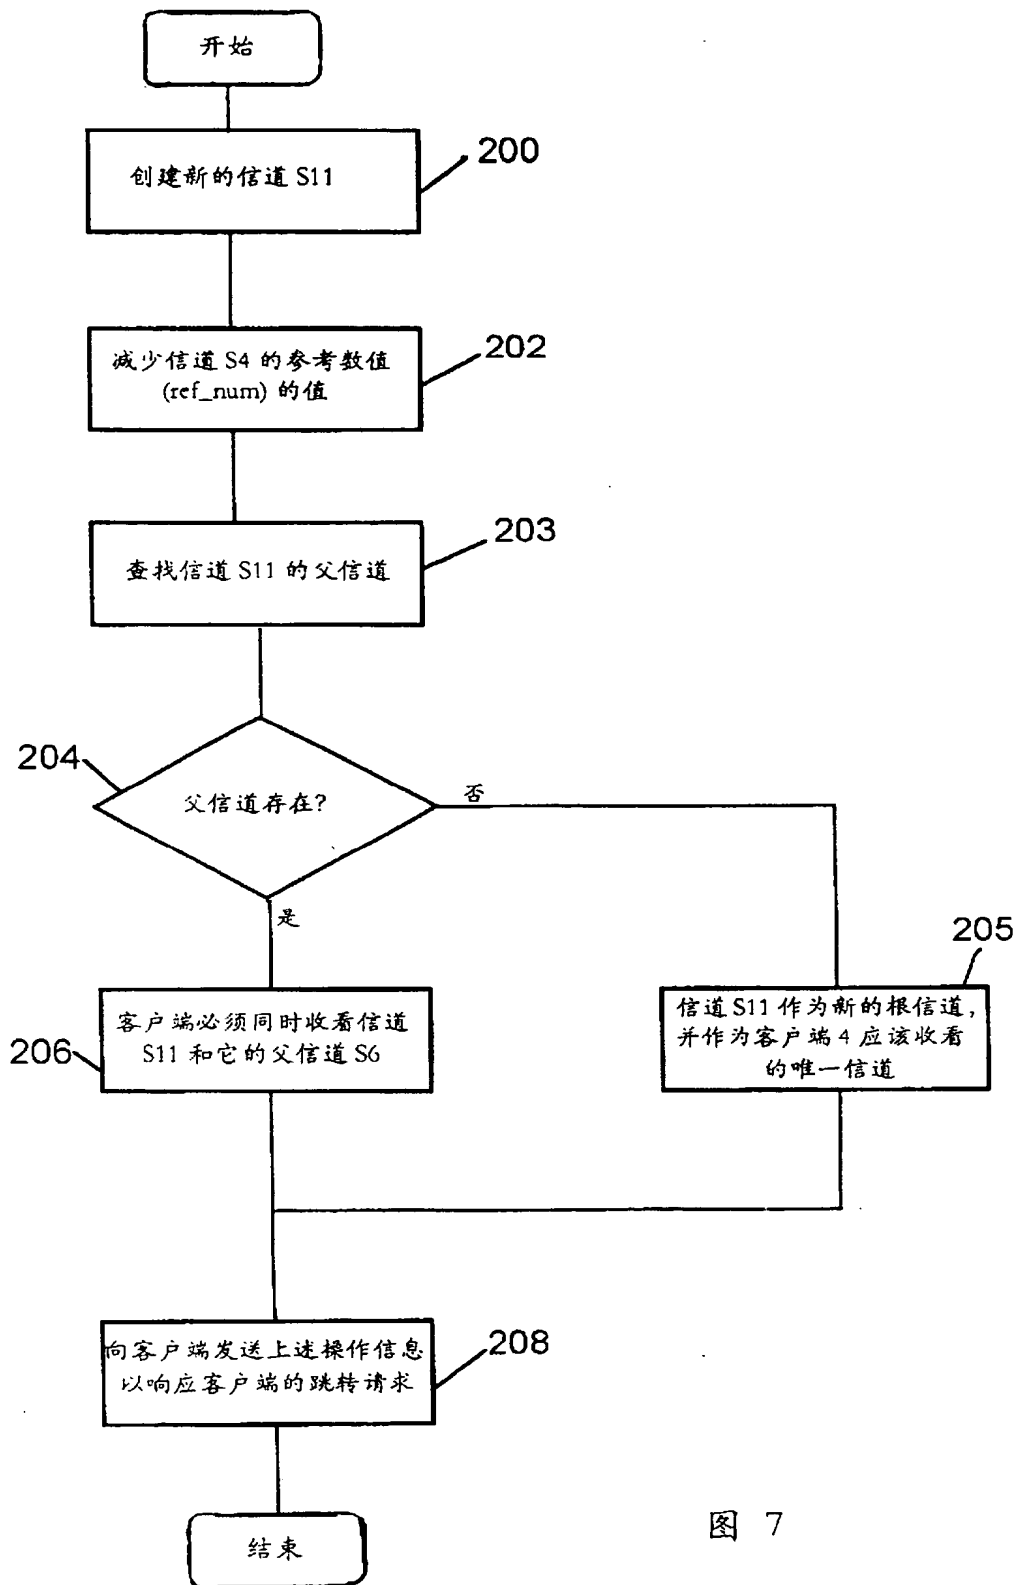 开始
创建新的信道 S11
200
减少信道 S4 的参考数值
(ref_num) 的值
202
查找信道 S11 的父信道
203
204
父信道存在?
否
是
205
客户端必须同时收看信道
S11 和它的父信道 S6
206
信道 S11 作为新的根信道,
并作为客户端 4 应该收看
的唯一信道
向客户端发送上述操作信息
以响应客户端的跳转请求
208
结束
图 7